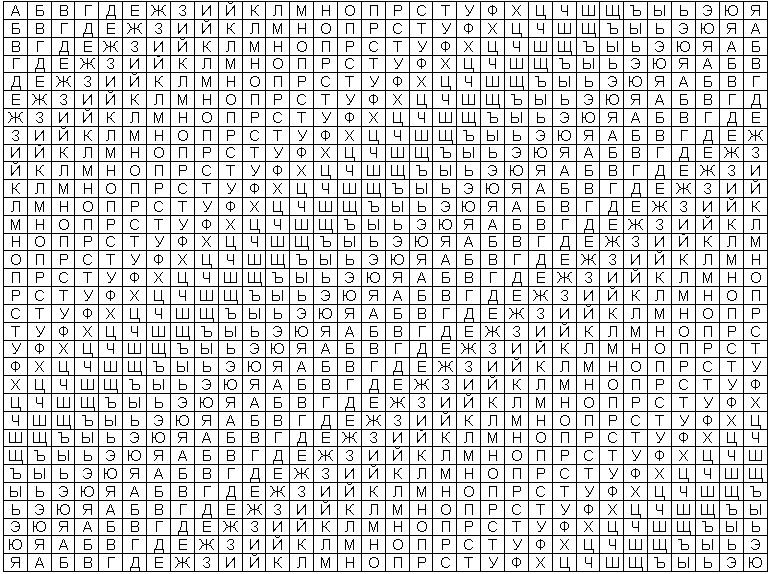 А Б В Г Д Е Ж З И Й К Л М Н О П Р С Т У Ф Х Ц Ч Ш Щ Ъ Ы Ь Э Ю Я
Б В Г Д Е Ж З И Й К Л М Н О П Р С Т У Ф Х Ц Ч Ш Щ Ъ Ы Ь Э Ю Я А
В Г Д Е Ж З И Й К Л М Н О П Р С Т У Ф Х Ц Ч Ш Щ Ъ Ы Ь Э Ю Я А Б
Г Д Е Ж З И Й К Л М Н О П Р С Т У Ф Х Ц Ч Ш Щ Ъ Ы Ь Э Ю Я А Б В
Д Е Ж З И Й К Л М Н О П Р С Т У Ф Х Ц Ч Ш Щ Ъ Ы Ь Э Ю Я А Б В Г
Е Ж З И Й К Л М Н О П Р С Т У Ф Х Ц Ч Ш Щ Ъ Ы Ь Э Ю Я А Б В Г Д
Ж З И Й К Л М Н О П Р С Т У Ф Х Ц Ч Ш Щ Ъ Ы Ь Э Ю Я А Б В Г Д Е
З И Й К Л М Н О П Р С Т У Ф Х Ц Ч Ш Щ Ъ Ы Ь Э Ю Я А Б В Г Д Е Ж
И Й К Л М Н О П Р С Т У Ф Х Ц Ч Ш Щ Ъ Ы Ь Э Ю Я А Б В Г Д Е Ж З
Й К Л М Н О П Р С Т У Ф Х Ц Ч Ш Щ Ъ Ы Ь Э Ю Я А Б В Г Д Е Ж З И
К Л М Н О П Р С Т У Ф Х Ц Ч Ш Щ Ъ Ы Ь Э Ю Я А Б В Г Д Е Ж З И Й
Л М Н О П Р С Т У Ф Х Ц Ч Ш Щ Ъ Ы Ь Э Ю Я А Б В Г Д Е Ж З И Й К
М Н О П Р С Т У Ф Х Ц Ч Ш Щ Ъ Ы Ь Э Ю Я А Б В Г Д Е Ж З И Й К Л
Н О П Р С Т У Ф Х Ц Ч Ш Щ Ъ Ы Ь Э Ю Я А Б В Г Д Е Ж З И Й К Л М
О П Р С Т У Ф Х Ц Ч Ш Щ Ъ Ы Ь Э Ю Я А Б В Г Д Е Ж З И Й К Л М Н
П Р С Т У Ф Х Ц Ч Ш Щ Ъ Ы Ь Э Ю Я А Б В Г Д Е Ж З И Й К Л М Н О
Р С Т У Ф Х Ц Ч Ш Щ Ъ Ы Ь Э Ю Я А Б В Г Д Е Ж З И Й К Л М Н О П
С Т У Ф Х Ц Ч Ш Щ Ъ Ы Ь Э Ю Я А Б В Г Д Е Ж З И Й К Л М Н О П Р
Т У Ф Х Ц Ч Ш Щ Ъ Ы Ь Э Ю Я А Б В Г Д Е Ж З И Й К Л М Н О П Р С
У Ф Х Ц Ч Ш Щ Ъ Ы Ь Э Ю Я А Б В Г Д Е Ж З И Й К Л М Н О П Р С Т
Ф Х Ц Ч Ш Щ Ъ Ы Ь Э Ю Я А Б В Г Д Е Ж З И Й К Л М Н О П Р С Т У
Х Ц Ч Ш Щ Ъ Ы Ь Э Ю Я А Б В Г Д Е Ж З И Й К Л М Н О П Р С Т У Ф
Ц Ч Ш Щ Ъ Ы Ь Э Ю Я А Б В Г Д Е Ж З И Й К Л М Н О П Р С Т У Ф Х
Ч Ш Щ Ъ Ы Ь Э Ю Я А Б В Г Д Е Ж З И Й К Л М Н О П Р С Т У Ф Х Ц
Ш Щ Ъ Ы Ь Э Ю Я А Б В Г Д Е Ж З И Й К Л М Н О П Р С Т У Ф Х Ц Ч
Щ Ъ Ы Ь Э Ю Я А Б В Г Д Е Ж З И Й К Л М Н О П Р С Т У Ф Х Ц Ч Ш
Ъ Ы Ь Э Ю Я А Б В Г Д Е Ж З И Й К Л М Н О П Р С Т У Ф Х Ц Ч Ш Щ
Ы Ь Э Ю Я А Б В Г Д Е Ж З И Й К Л М Н О П Р С Т У Ф Х Ц Ч Ш Щ Ъ
Ь Э Ю Я А Б В Г Д Е Ж З И Й К Л М Н О П Р С Т У Ф Х Ц Ч Ш Щ Ъ Ы
Э Ю Я А Б В Г Д Е Ж З И Й К Л М Н О П Р С Т У Ф Х Ц Ч Ш Щ Ъ Ы Ь
Ю Я А Б В Г Д Е Ж З И Й К Л М Н О П Р С Т У Ф Х Ц Ч Ш Щ Ъ Ы Ь Э
Я А Б В Г Д Е Ж З И Й К Л М Н О П Р С Т У Ф Х Ц Ч Ш Щ Ъ Ы Ь Э Ю